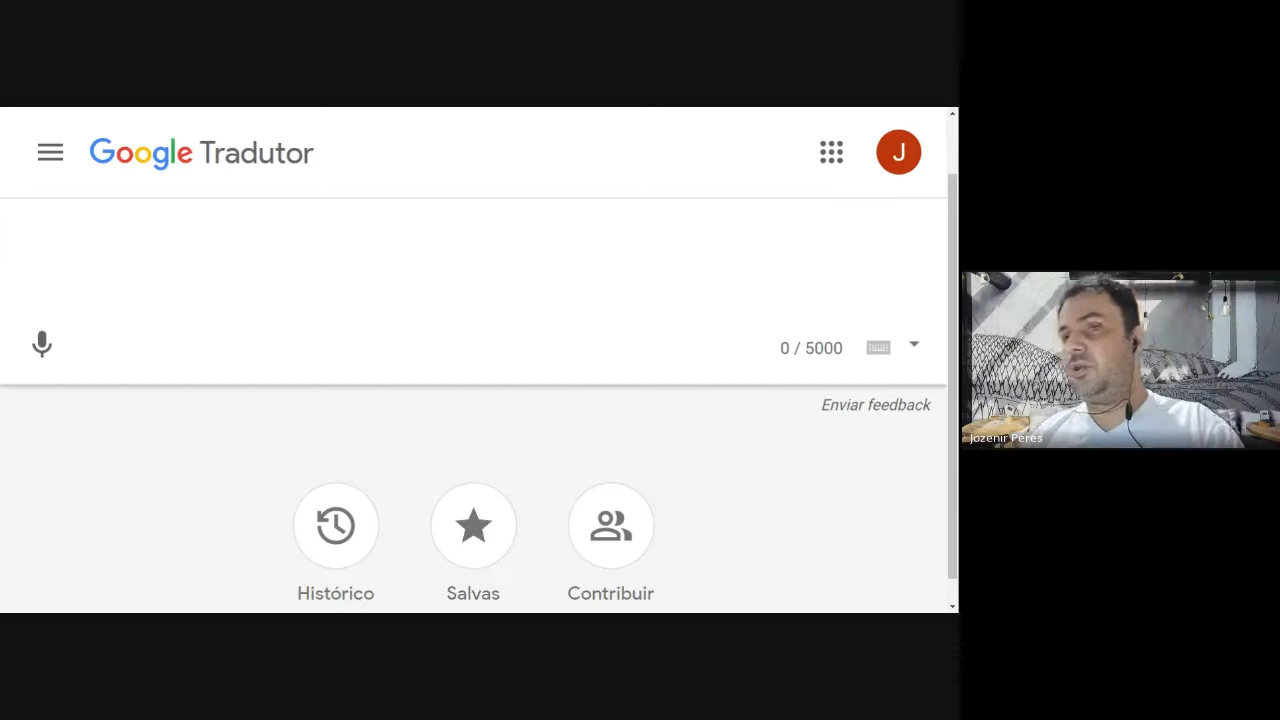 Google Tradutor
J
0 / 5000
Enviar feedback
Histórico
Salvas
Contribuir
Jozenir Peres